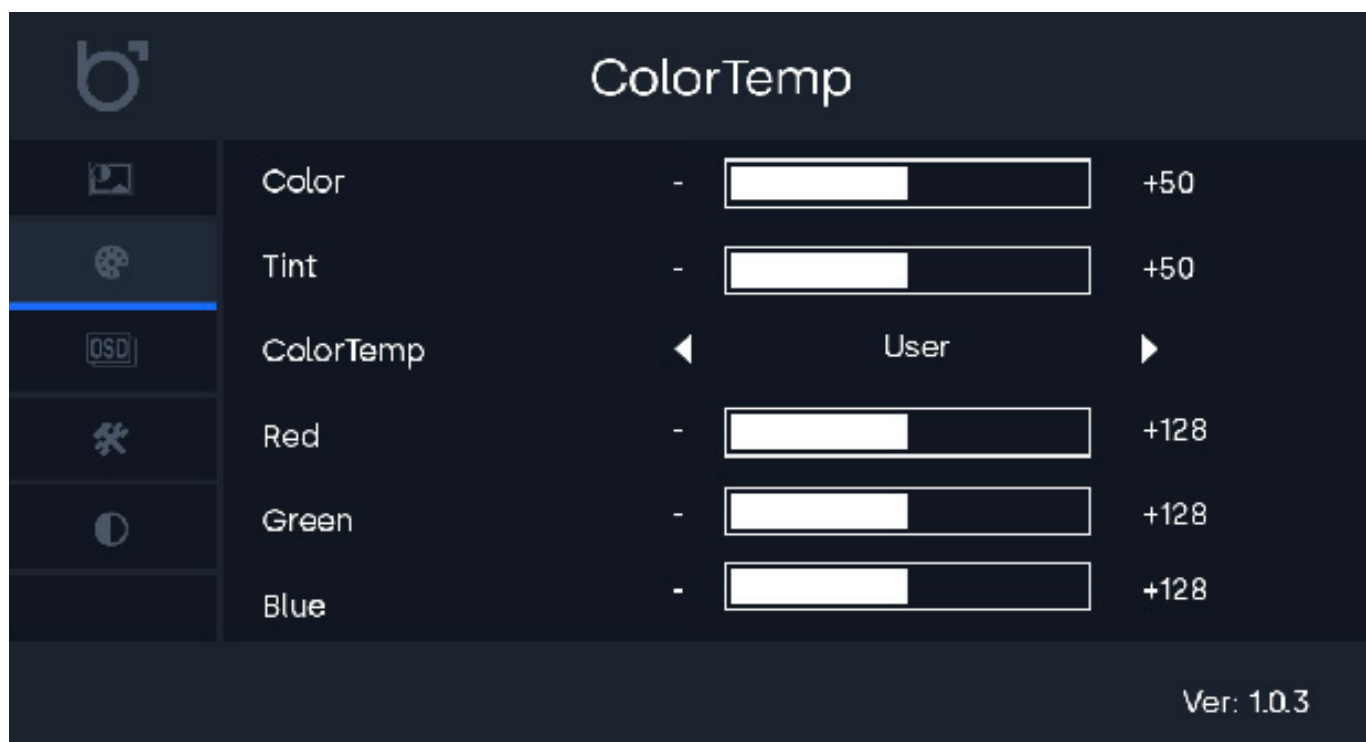 ColorTemp
Color - +50
Tint - +50
OSD
ColorTemp User
Red - +128
Green - +128
Blue - +128
Ver: 1.0.3